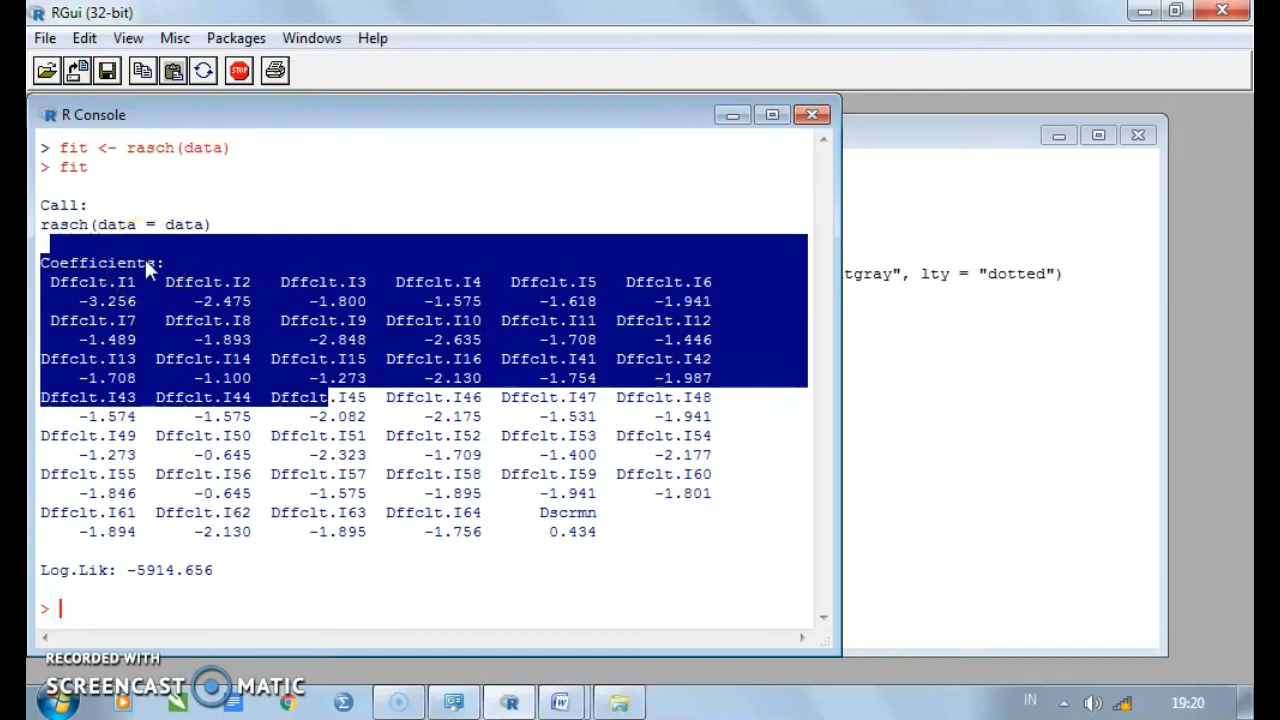 RGui (32-bit)
File Edit View Misc Packages Windows Help
STOP
R Console
> fit <- rasch(data)
> fit
Call:
rasch(data = data)
Coefficients:
Dffclt.I1 Dffclt.I2 Dffclt.I3 Dffclt.I4 Dffclt.I5 Dffclt.I6
-3.256 -2.475 -1.800 -1.575 -1.618 -1.941
Dffclt.I7 Dffclt.I8 Dffclt.I9 Dffclt.I10 Dffclt.I11 Dffclt.I12
-1.489 -1.893 -2.848 -2.635 -1.708 -1.446
Dffclt.I13 Dffclt.I14 Dffclt.I15 Dffclt.I16 Dffclt.I41 Dffclt.I42
-1.708 -1.100 -1.273 -2.130 -1.754 -1.987
Dffclt.I43 Dffclt.I44 Dffclt.I45 Dffclt.I46 Dffclt.I47 Dffclt.I48
-1.574 -1.575 -2.082 -2.175 -1.531 -1.941
Dffclt.I49 Dffclt.I50 Dffclt.I51 Dffclt.I52 Dffclt.I53 Dffclt.I54
-1.273 -0.645 -2.323 -1.709 -1.400 -2.177
Dffclt.I55 Dffclt.I56 Dffclt.I57 Dffclt.I58 Dffclt.I59 Dffclt.I60
-1.846 -0.645 -1.575 -1.895 -1.941 -1.801
Dffclt.I61 Dffclt.I62 Dffclt.I63 Dffclt.I64 Dscrmn
-1.894 -2.130 -1.895 -1.756 0.434
Log.Lik: -5914.656
>
tgray", lty = "dotted")
RECORDED WITH
SCREENCAST MATIC
IN 19:20